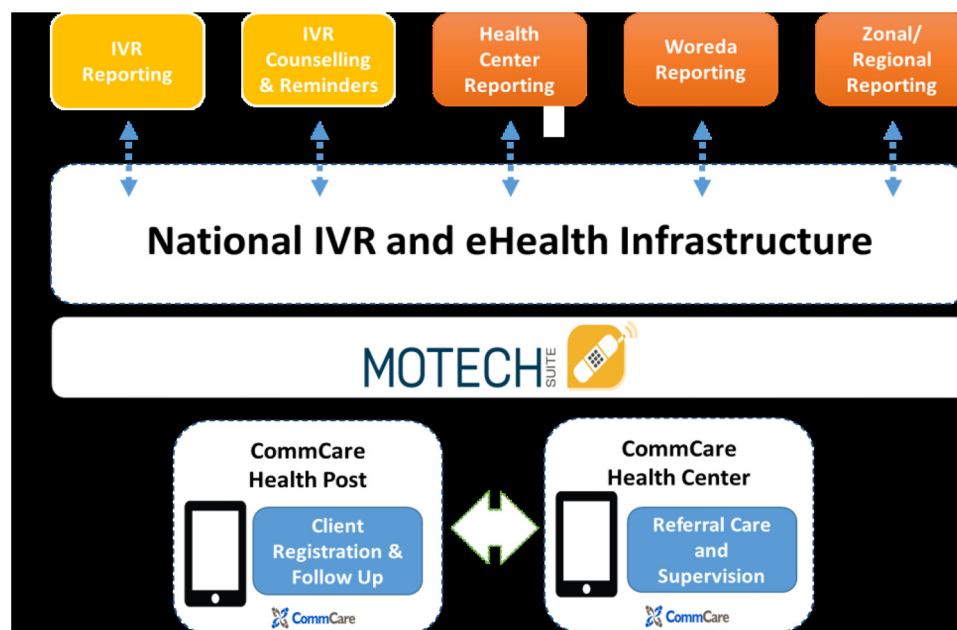 IVR
Reporting
IVR
Counselling
& Reminders
Health
Center
Reporting
Woreda
Reporting
Zonal/
Regional
Reporting
National IVR and eHealth Infrastructure
MOTECH SUITE
CommCare
Health Post
Client
Registration &
Follow Up
CommCare
CommCare
Health Center
Referral Care
and
Supervision
CommCare